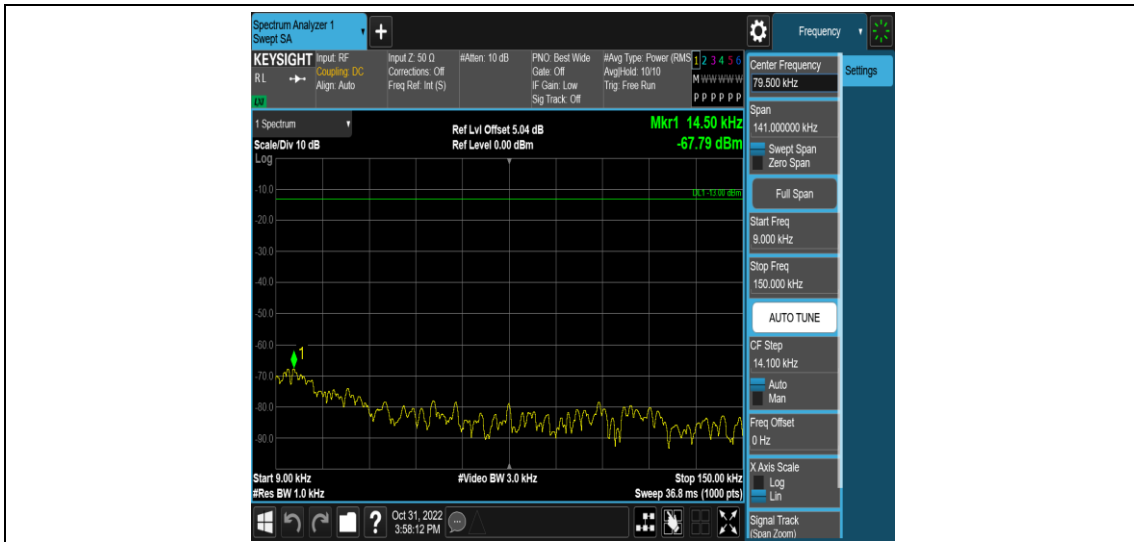 Spectrum Analyzer 1
Swept SA
+
Frequency
KEYSIGHT
RL
LXI
Input: RF
Coupling: DC
Align: Auto
Input Z: 50 Ω
Corrections: Off
Freq Ref: Int (S)
#Atten: 10 dB
PNO: Best Wide
Gate: Off
IF Gain: Low
Sig Track: Off
#Avg Type: Power (RMS
Avg|Hold: 10/10
Trig: Free Run
1 2 3 4 5 6
M W W W W W
P P P P P P
1 Spectrum
Scale/Div 10 dB
Log
Ref Lvl Offset 5.04 dB
Ref Level 0.00 dBm
Mkr1 14.50 kHz
-67.79 dBm
DL1 -13.00 dBm
-10.0
-20.0
-30.0
-40.0
-50.0
-60.0
-70.0
-80.0
-90.0
1
Start 9.00 kHz
#Res BW 1.0 kHz
#Video BW 3.0 kHz
Stop 150.00 kHz
Sweep 36.8 ms (1000 pts)
Center Frequency
79.500 kHz
Settings
Span
141.000000 kHz
Swept Span
Zero Span
Full Span
Start Freq
9.000 kHz
Stop Freq
150.000 kHz
AUTO TUNE
CF Step
14.100 kHz
Auto
Man
Freq Offset
0 Hz
X Axis Scale
Log
Lin
Signal Track
(Span Zoom)
?
Oct 31, 2022
3:58:12 PM